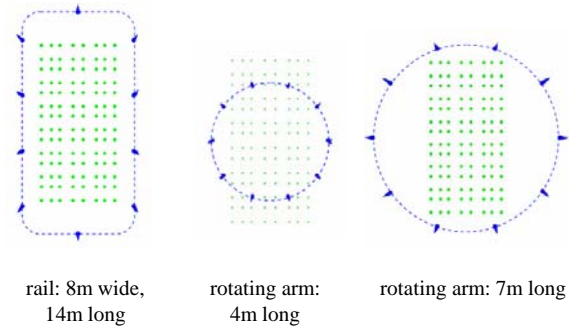 rail: 8m wide,
14m long
rotating arm:
4m long
rotating arm: 7m long